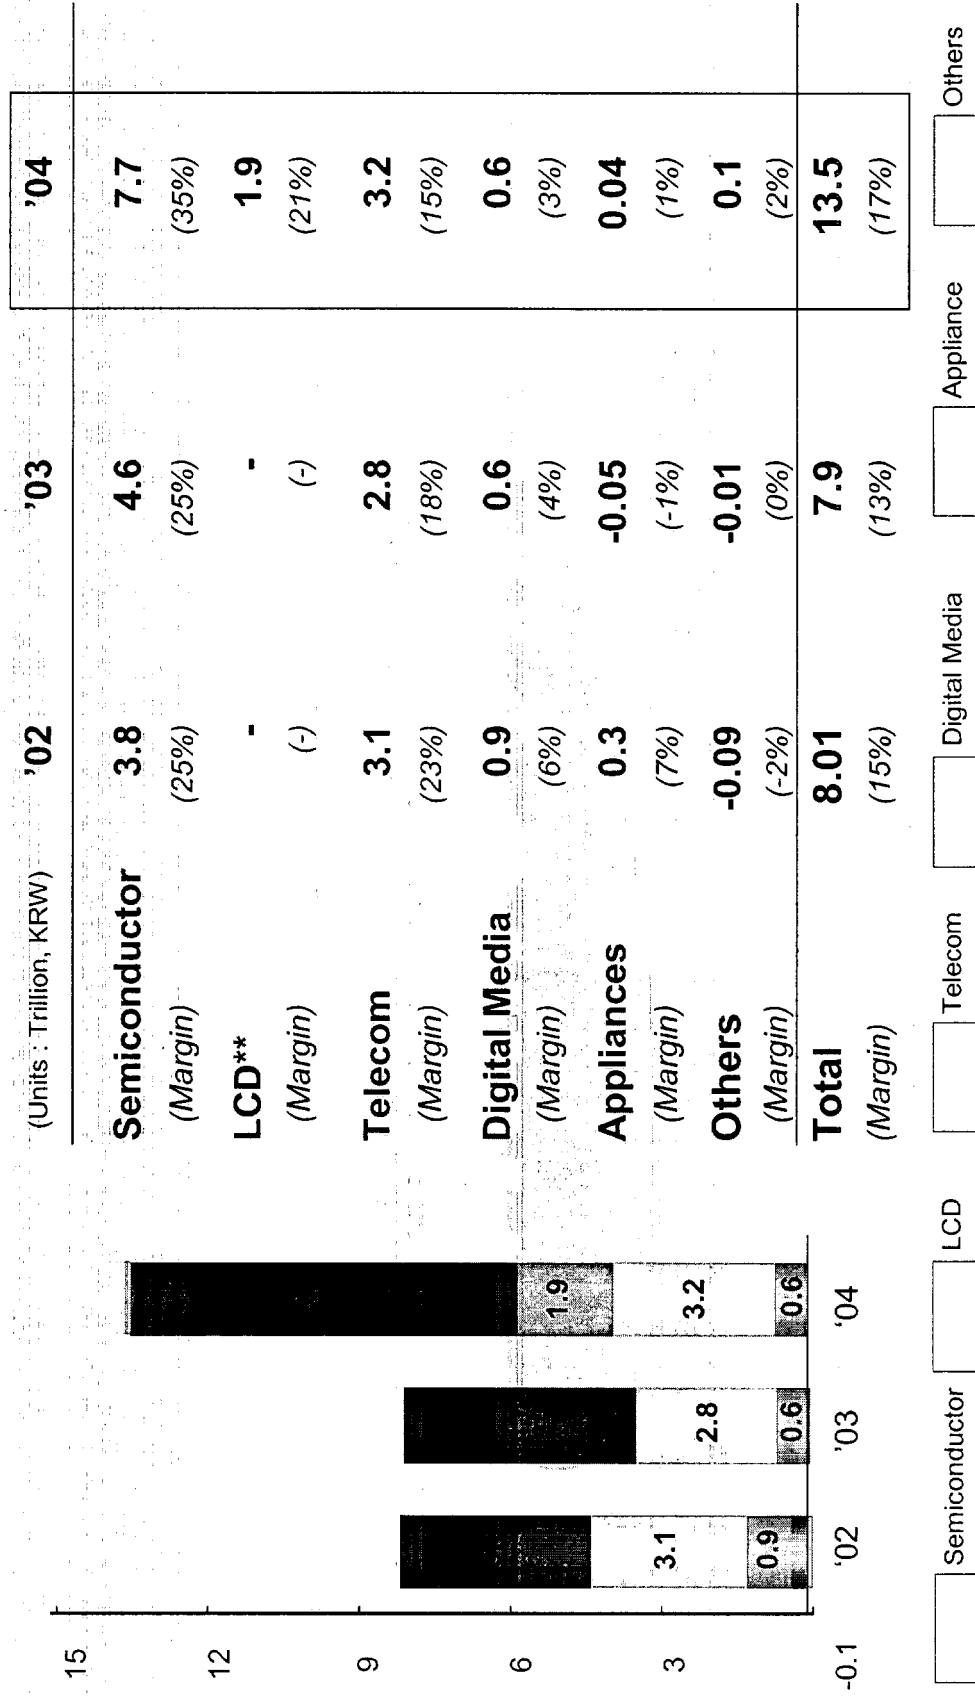 (Units : Trillion, KRW) '02 '03 '04
Semiconductor 3.8 4.6 7.7
(Margin) (25%) (25%) (35%)
LCD** - - 1.9
(Margin) (-) (-) (21%)
Telecom 3.1 2.8 3.2
(Margin) (23%) (18%) (15%)
Digital Media 0.9 0.6 0.6
(Margin) (6%) (4%) (3%)
Appliances 0.3 -0.05 0.04
(Margin) (7%) (-1%) (1%)
Others -0.09 -0.01 0.1
(Margin) (-2%) (0%) (2%)
Total 8.01 7.9 13.5
(Margin) (15%) (13%) (17%)
15
12
9
6
3
-0.1
3.1
0.9
2.8
0.6
1.9
3.2
0.6
'02 '03 '04
Semiconductor LCD Telecom Digital Media Appliance Others